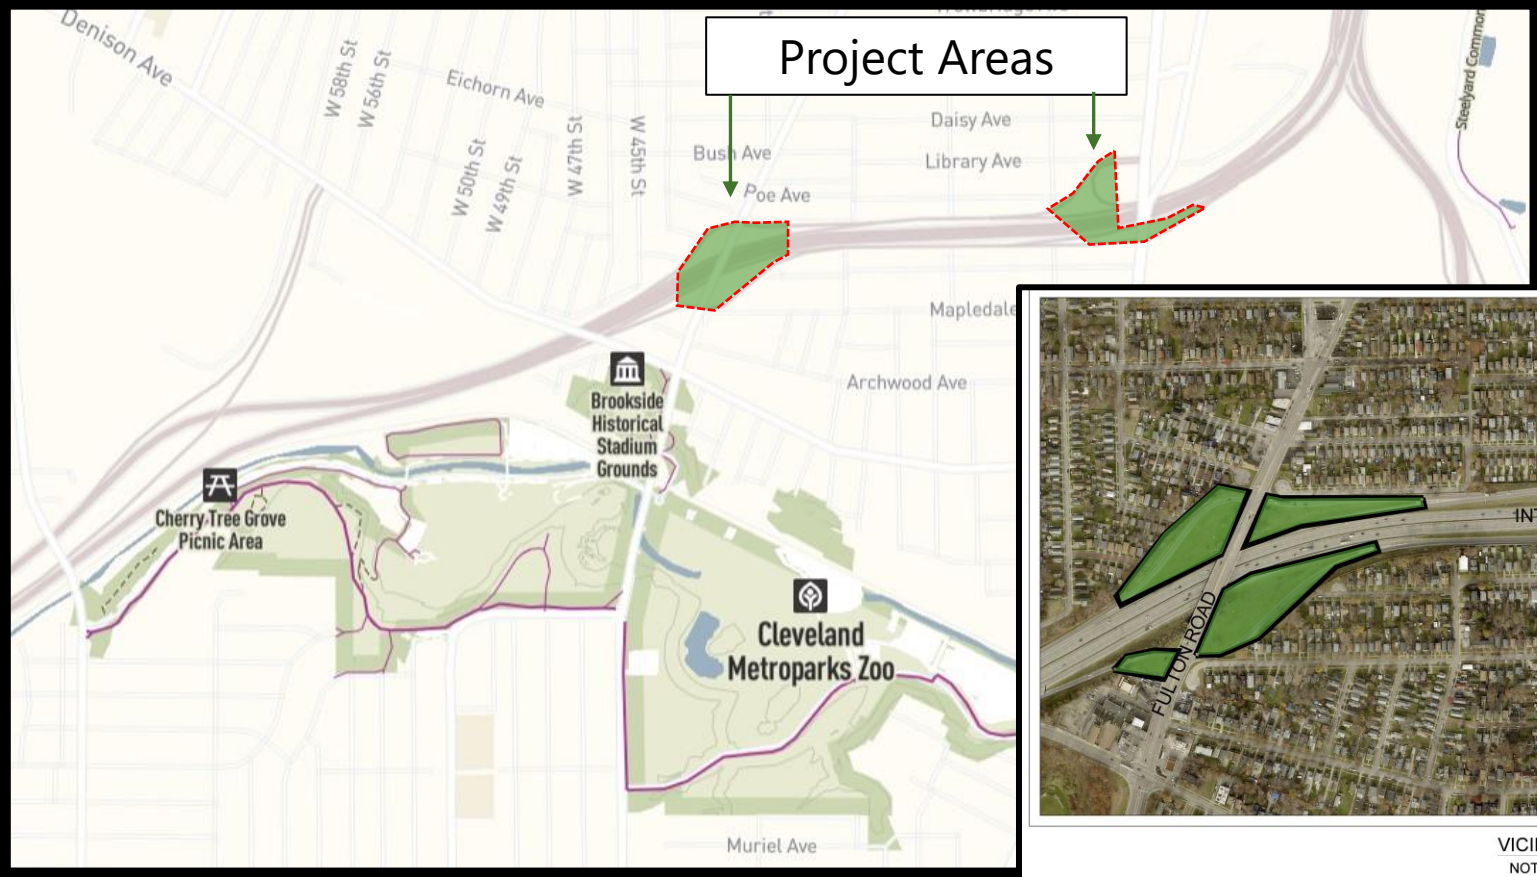 Project Areas
Denison Ave
W 58th St
W 56th St
Eichorn Ave
W 50th St
W 49th St
W 47th St
W 45th St
Bush Ave
Poe Ave
Daisy Ave
Library Ave
Steelyard Common
Mapledale
Archwood Ave
Brookside
Historical
Stadium
Grounds
Cherry Tree Grove
Picnic Area
Cleveland
Metroparks Zoo
Muriel Ave
INT
FULTON ROAD
VICI
NOT